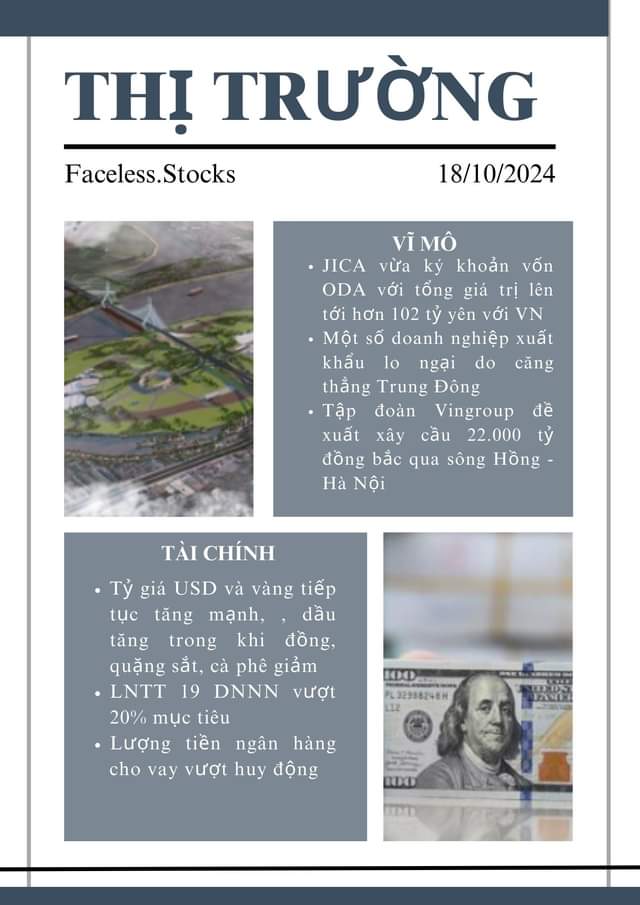 THỊ TRƯỜNG
Faceless.Stocks
18/10/2024
VĨ MÔ
• JICA vừa ký khoản vốn
ODA với tổng giá trị lên
tới hơn 102 tỷ yên với VN
• Một số doanh nghiệp xuất
khẩu lo ngại do căng
thẳng Trung Đông
• Tập đoàn Vingroup đề
xuất xây cầu 22.000 tỷ
đồng bắc qua sông Hồng -
Hà Nội
TÀI CHÍNH
• Tỷ giá USD và vàng tiếp
tục tăng mạnh, , dầu
tăng trong khi đồng,
quặng sắt, cà phê giảm
• LNTT 19 DNNN vượt
20% mục tiêu
• Lượng tiền ngân hàng
cho vay vượt huy động
100
PL 32988248 H
L12
100
100